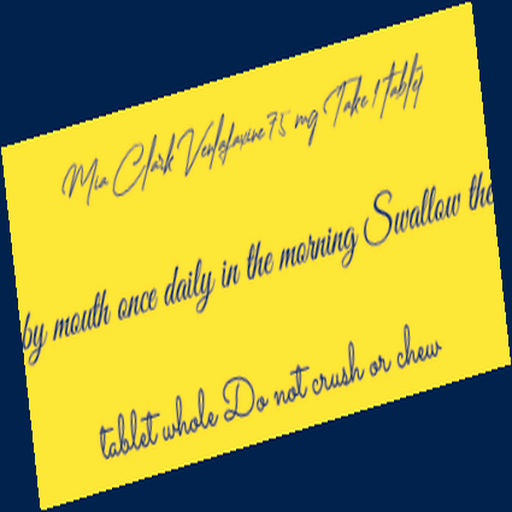 Mia Clark Venlafaxine 75 mg Take 1 tablet
by mouth once daily in the morning Swallow the
tablet whole Do not crush or chew